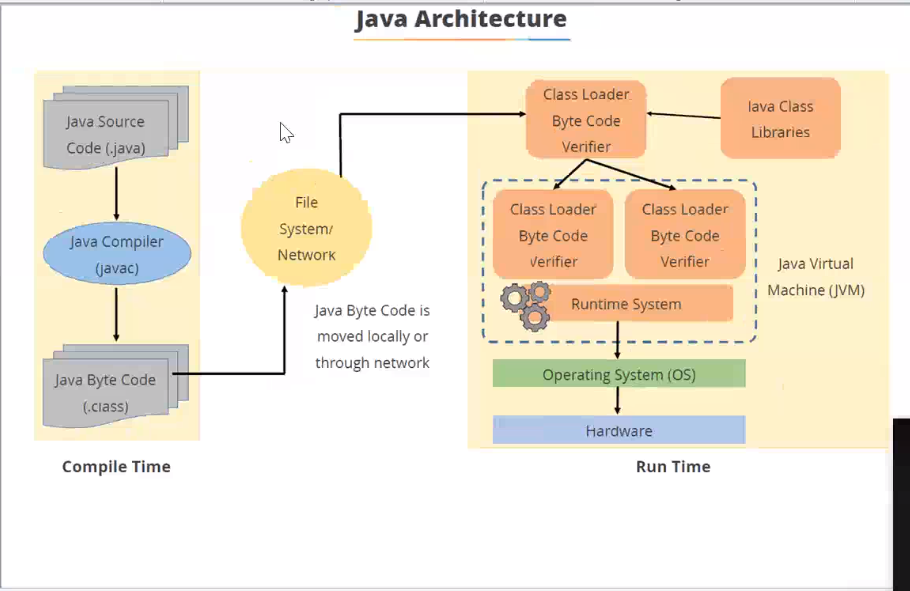 Java Architecture
Java Source
Code (.java)
Java Compiler
(javac)
Java Byte Code
(.class)
Compile Time
File
System/
Network
Java Byte Code is
moved locally or
through network
Class Loader
Byte Code
Verifier
Java Class
Libraries
Class Loader
Byte Code
Verifier
Class Loader
Byte Code
Verifier
Runtime System
Java Virtual
Machine (JVM)
Operating System (OS)
Hardware
Run Time